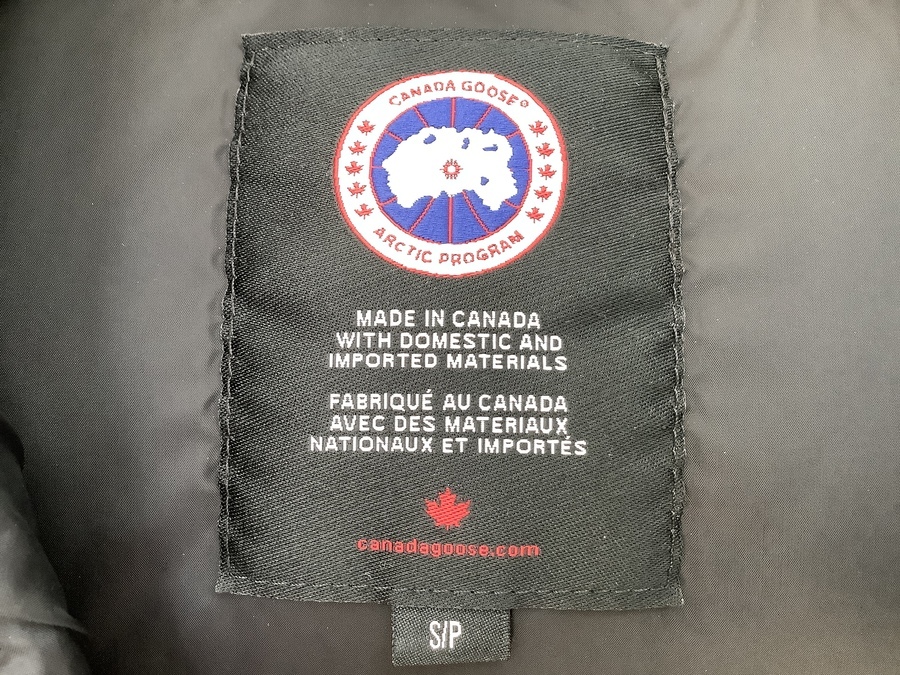 CANADA GOOSE®
ARCTIC PROGRAM
MADE IN CANADA
WITH DOMESTIC AND
IMPORTED MATERIALS
FABRIQUÉ AU CANADA
AVEC DES MATERIAUX
NATIONAUX ET IMPORTÉS
canadagoose.com
S/P